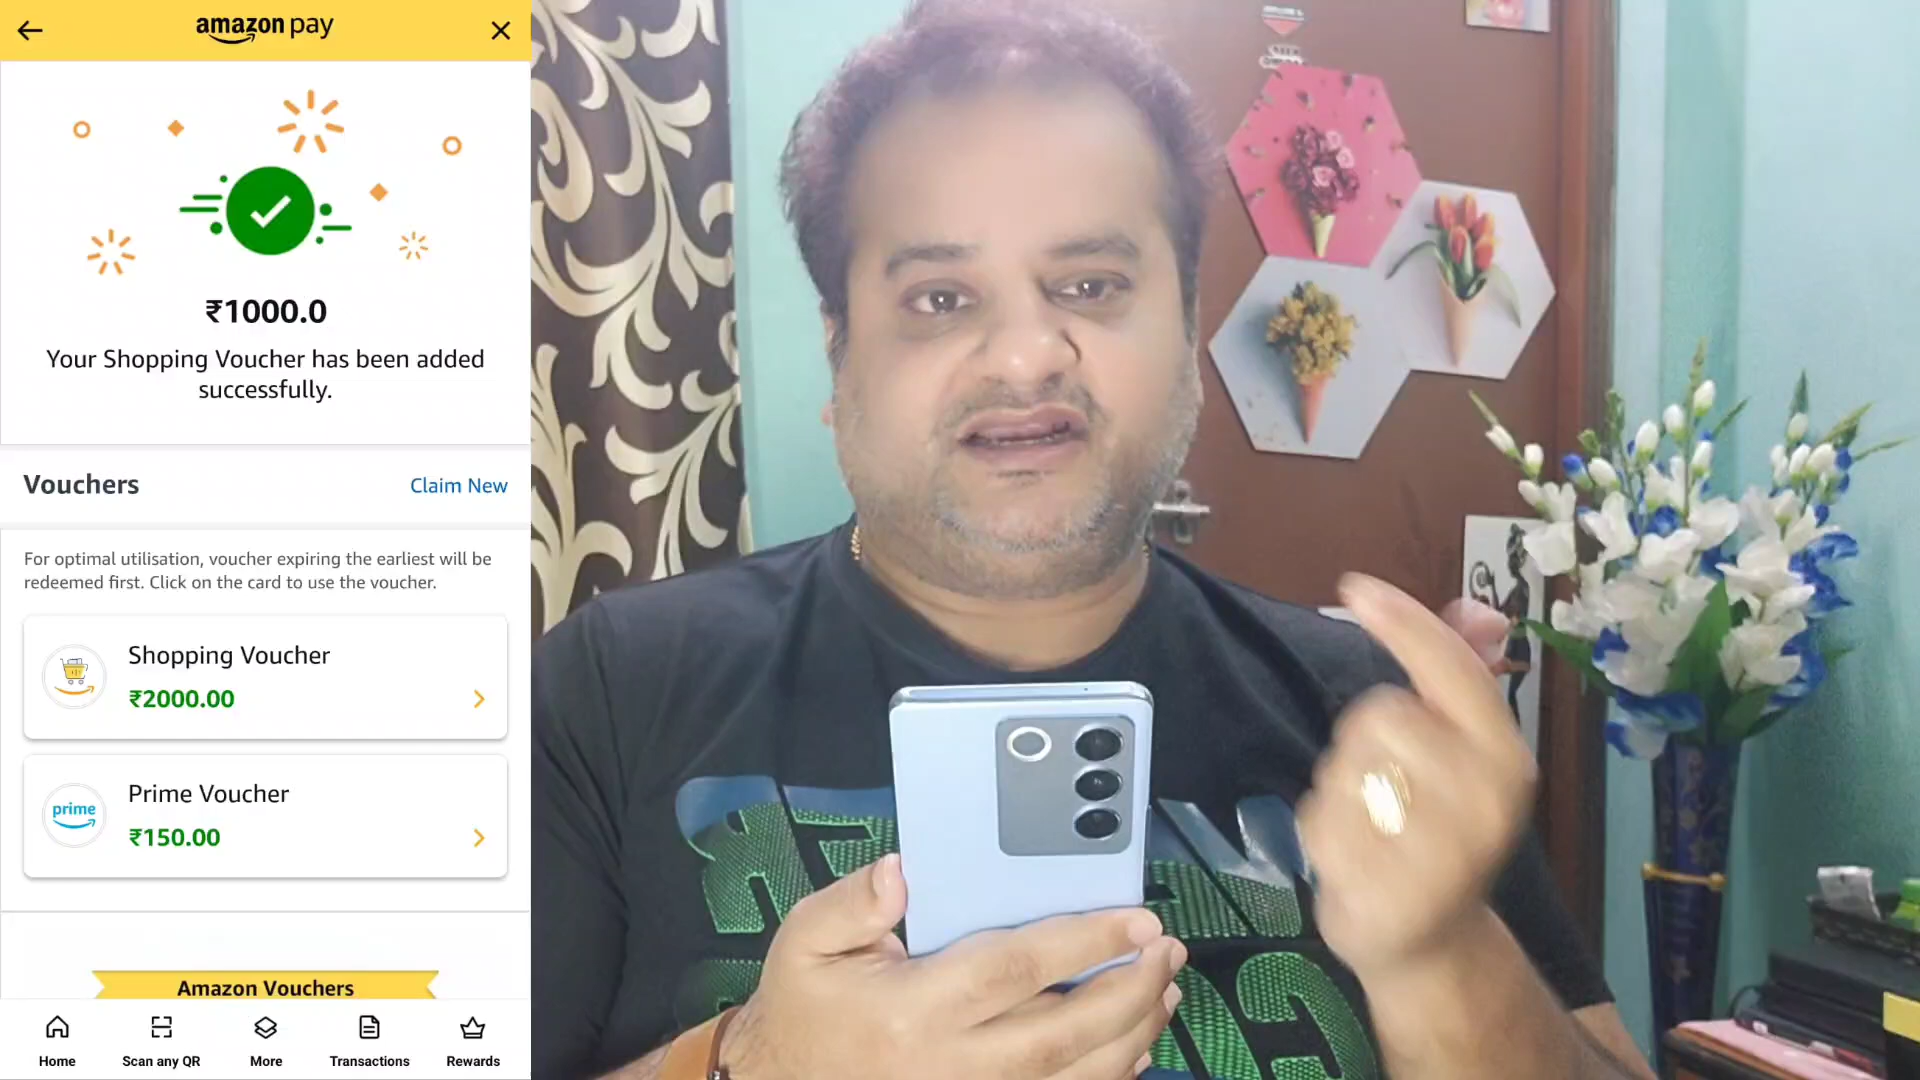 amazon pay
₹1000.0
Your Shopping Voucher has been added
successfully.
Vouchers
Claim New
For optimal utilisation, voucher expiring the earliest will be
redeemed first. Click on the card to use the voucher.
Shopping Voucher
₹2000.00
prime
Prime Voucher
₹150.00
Amazon Vouchers
Home
Scan any QR
More
Transactions
Rewards